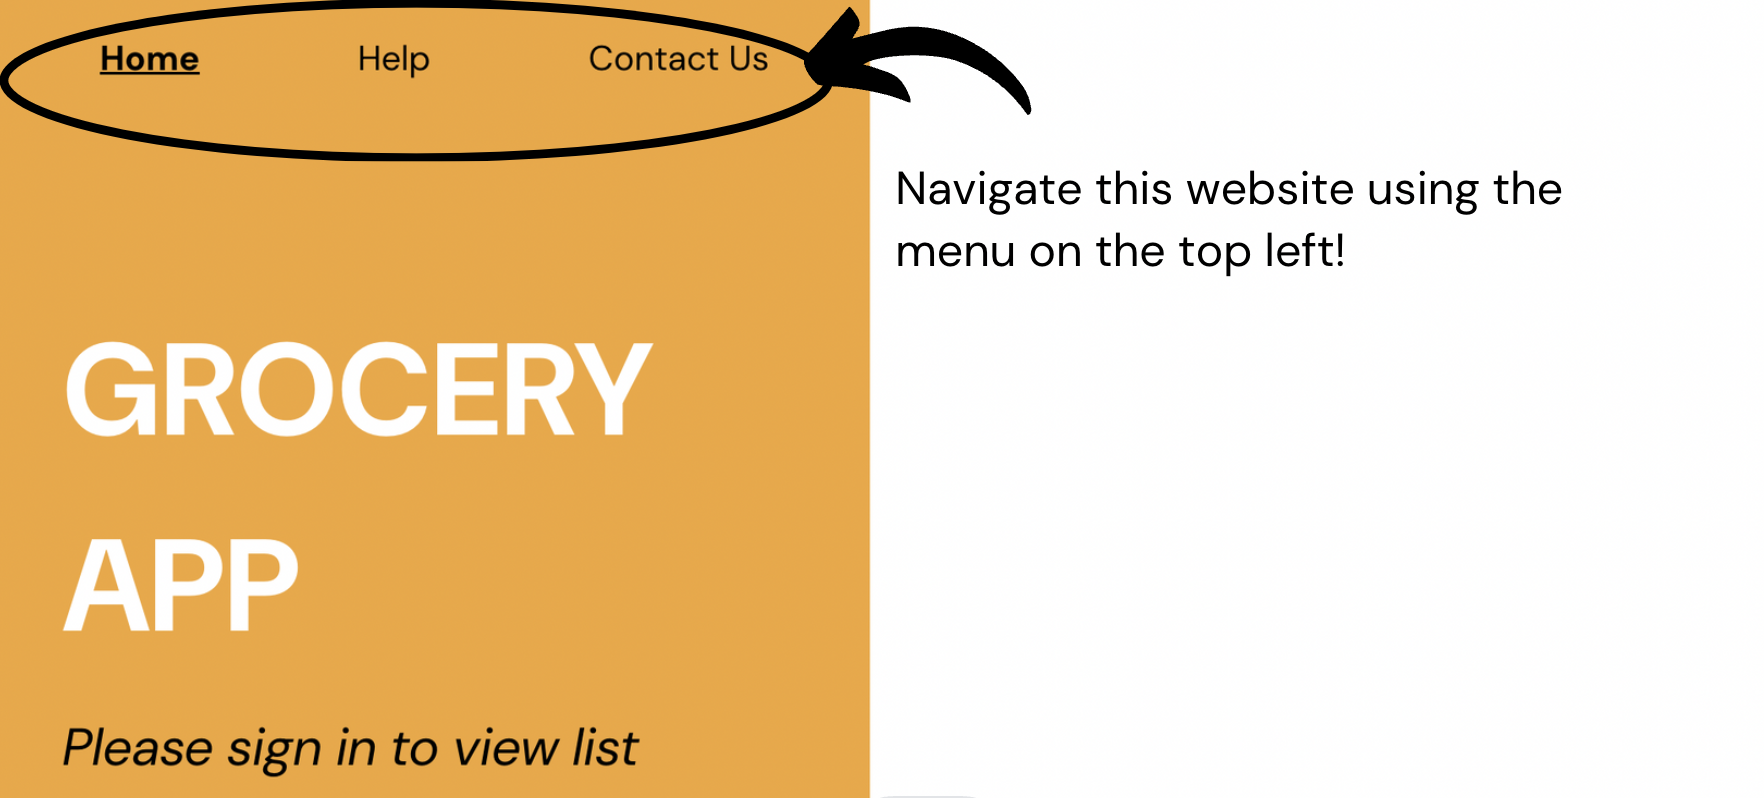 Home Help Contact Us
Navigate this website using the
menu on the top left!
GROCERY
APP
Please sign in to view list